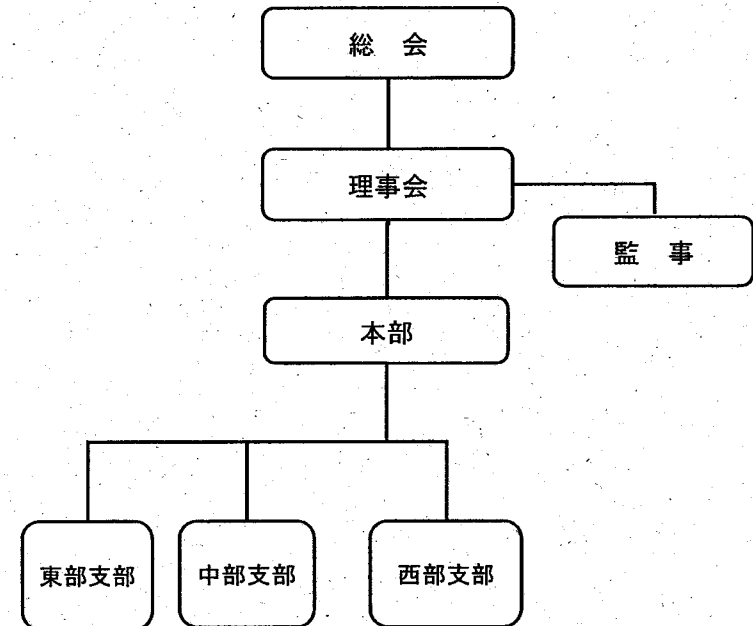 総　会
理事会
監　事
本部
東部支部
中部支部
西部支部